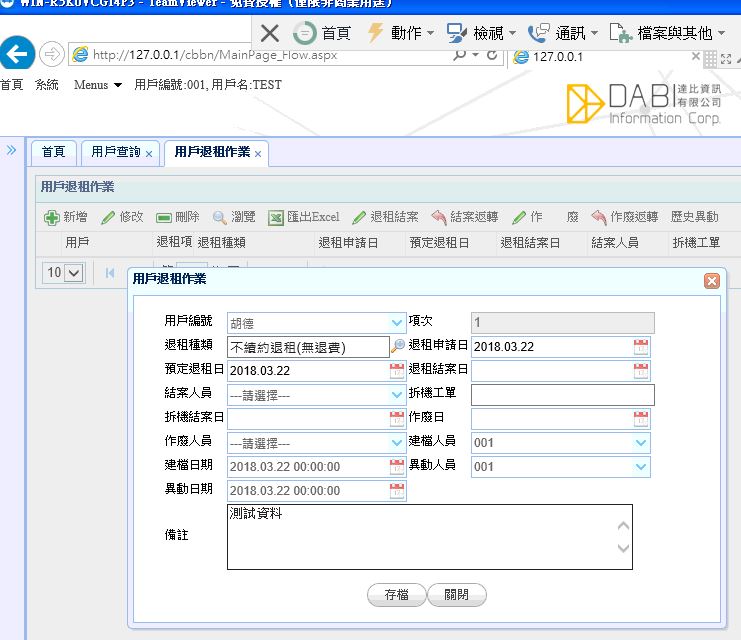 WIN-R5KUVCGI4P3 - TeamViewer - 免費授權（僅限非商業用途）
首頁 動作 檢視 通訊 檔案與其他
http://127.0.0.1/cbbn/MainPage_Flow.aspx 127.0.0.1
首頁 系統 Menus 用戶編號:001, 用戶名:TEST
DABI 達比資訊
有限公司
Information Corp.
首頁 用戶查詢 用戶退租作業
用戶退租作業
新增 修改 刪除 瀏覽 匯出Excel 退租結案 結案返轉 作 廢 作廢返轉 歷史異動
用戶 退租項 退租種類 退租申請日 預定退租日 退租結案日 結案人員 拆機工單
10
用戶退租作業
用戶編號 胡德 項次 1
退租種類 不續約退租(無退費) 退租申請日 2018.03.22
預定退租日 2018.03.22 退租結案日
結案人員 ---請選擇--- 拆機工單
拆機結案日 作廢日
作廢人員 ---請選擇--- 建檔人員 001
建檔日期 2018.03.22 00:00:00 異動人員 001
異動日期 2018.03.22 00:00:00
備註 測試資料
存檔 關閉